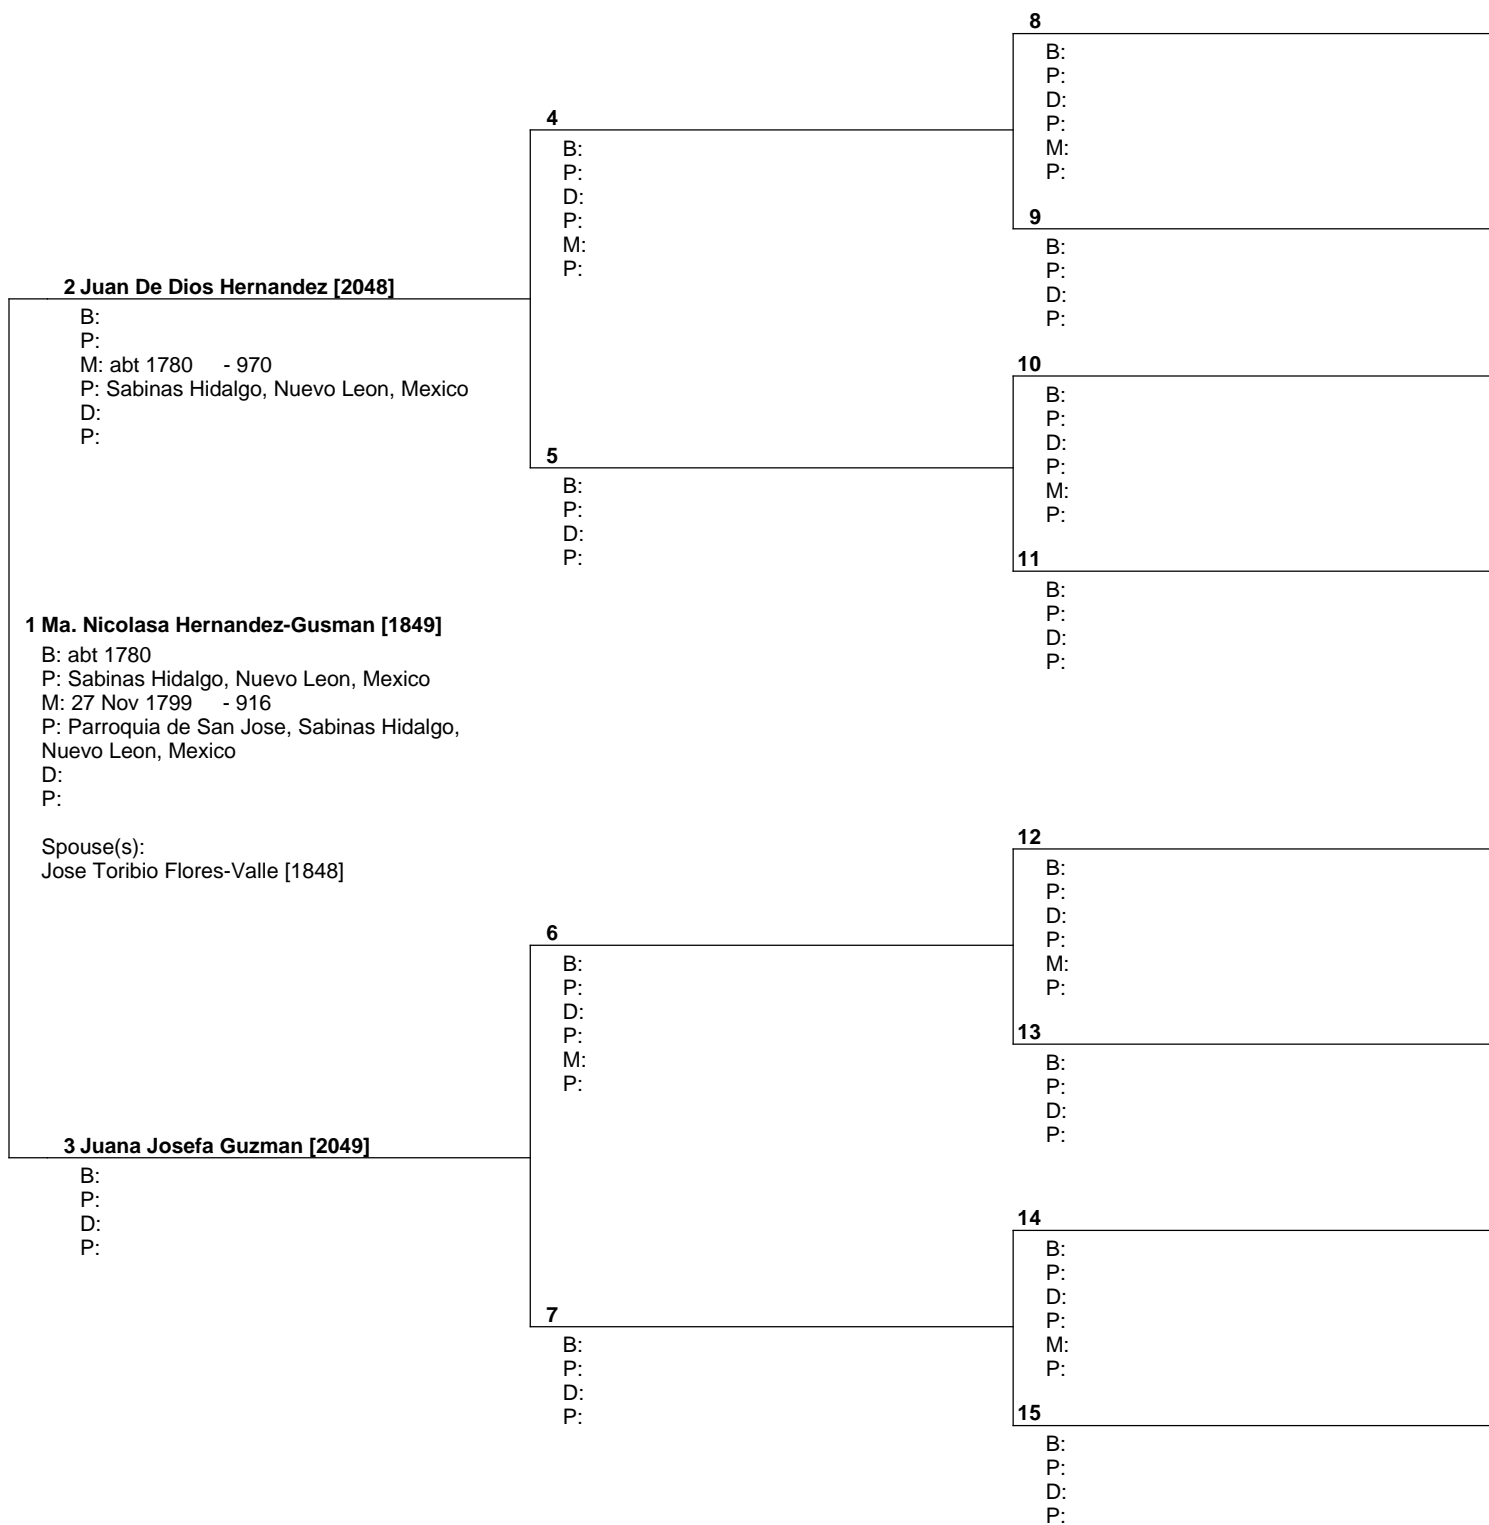 8
B:
P:
D:
P:
M:
P:
4
B:
P:
D:
P:
M:
P:
9
B:
P:
D:
P:
2 Juan De Dios Hernandez [2048]
B:
P:
M: abt 1780 - 970
P: Sabinas Hidalgo, Nuevo Leon, Mexico
D:
P:
10
B:
P:
D:
P:
M:
P:
5
B:
P:
D:
P:
11
B:
P:
D:
P:
1 Ma. Nicolasa Hernandez-Gusman [1849]
B: abt 1780
P: Sabinas Hidalgo, Nuevo Leon, Mexico
M: 27 Nov 1799 - 916
P: Parroquia de San Jose, Sabinas Hidalgo,
Nuevo Leon, Mexico
D:
P:
Spouse(s):
Jose Toribio Flores-Valle [1848]
12
B:
P:
D:
P:
M:
P:
6
B:
P:
D:
P:
M:
P:
13
B:
P:
D:
P:
3 Juana Josefa Guzman [2049]
B:
P:
D:
P:
14
B:
P:
D:
P:
M:
P:
7
B:
P:
D:
P:
15
B:
P:
D:
P: